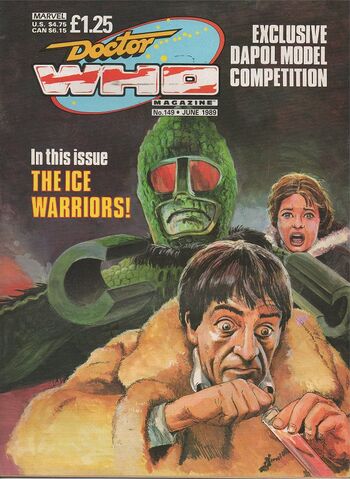 MARVEL
U.S. $4.75
CAN $6.15
£1.25
Doctor
WHO
MAGAZINE
No.149 • JUNE 1989
EXCLUSIVE
DAPOL MODEL
COMPETITION
In this issue
THE ICE
WARRIORS!